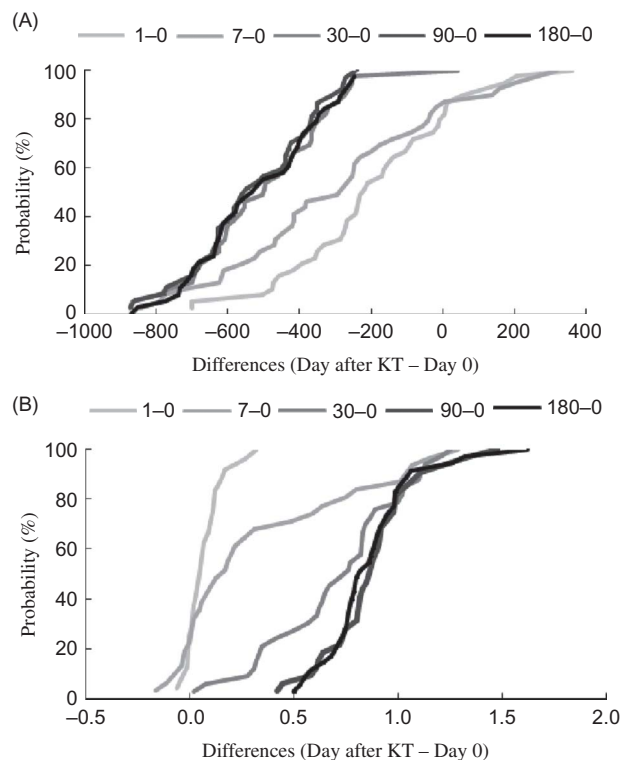 (A)
1–0 7–0 30–0 90–0 180–0
100
80
60
40
20
0
Probability (%)
–1000 –800 –600 –400 –200 0 200 400
Differences (Day after KT – Day 0)
(B)
1–0 7–0 30–0 90–0 180–0
100
80
60
40
20
0
Probability (%)
–0.5 0.0 0.5 1.0 1.5 2.0
Differences (Day after KT – Day 0)